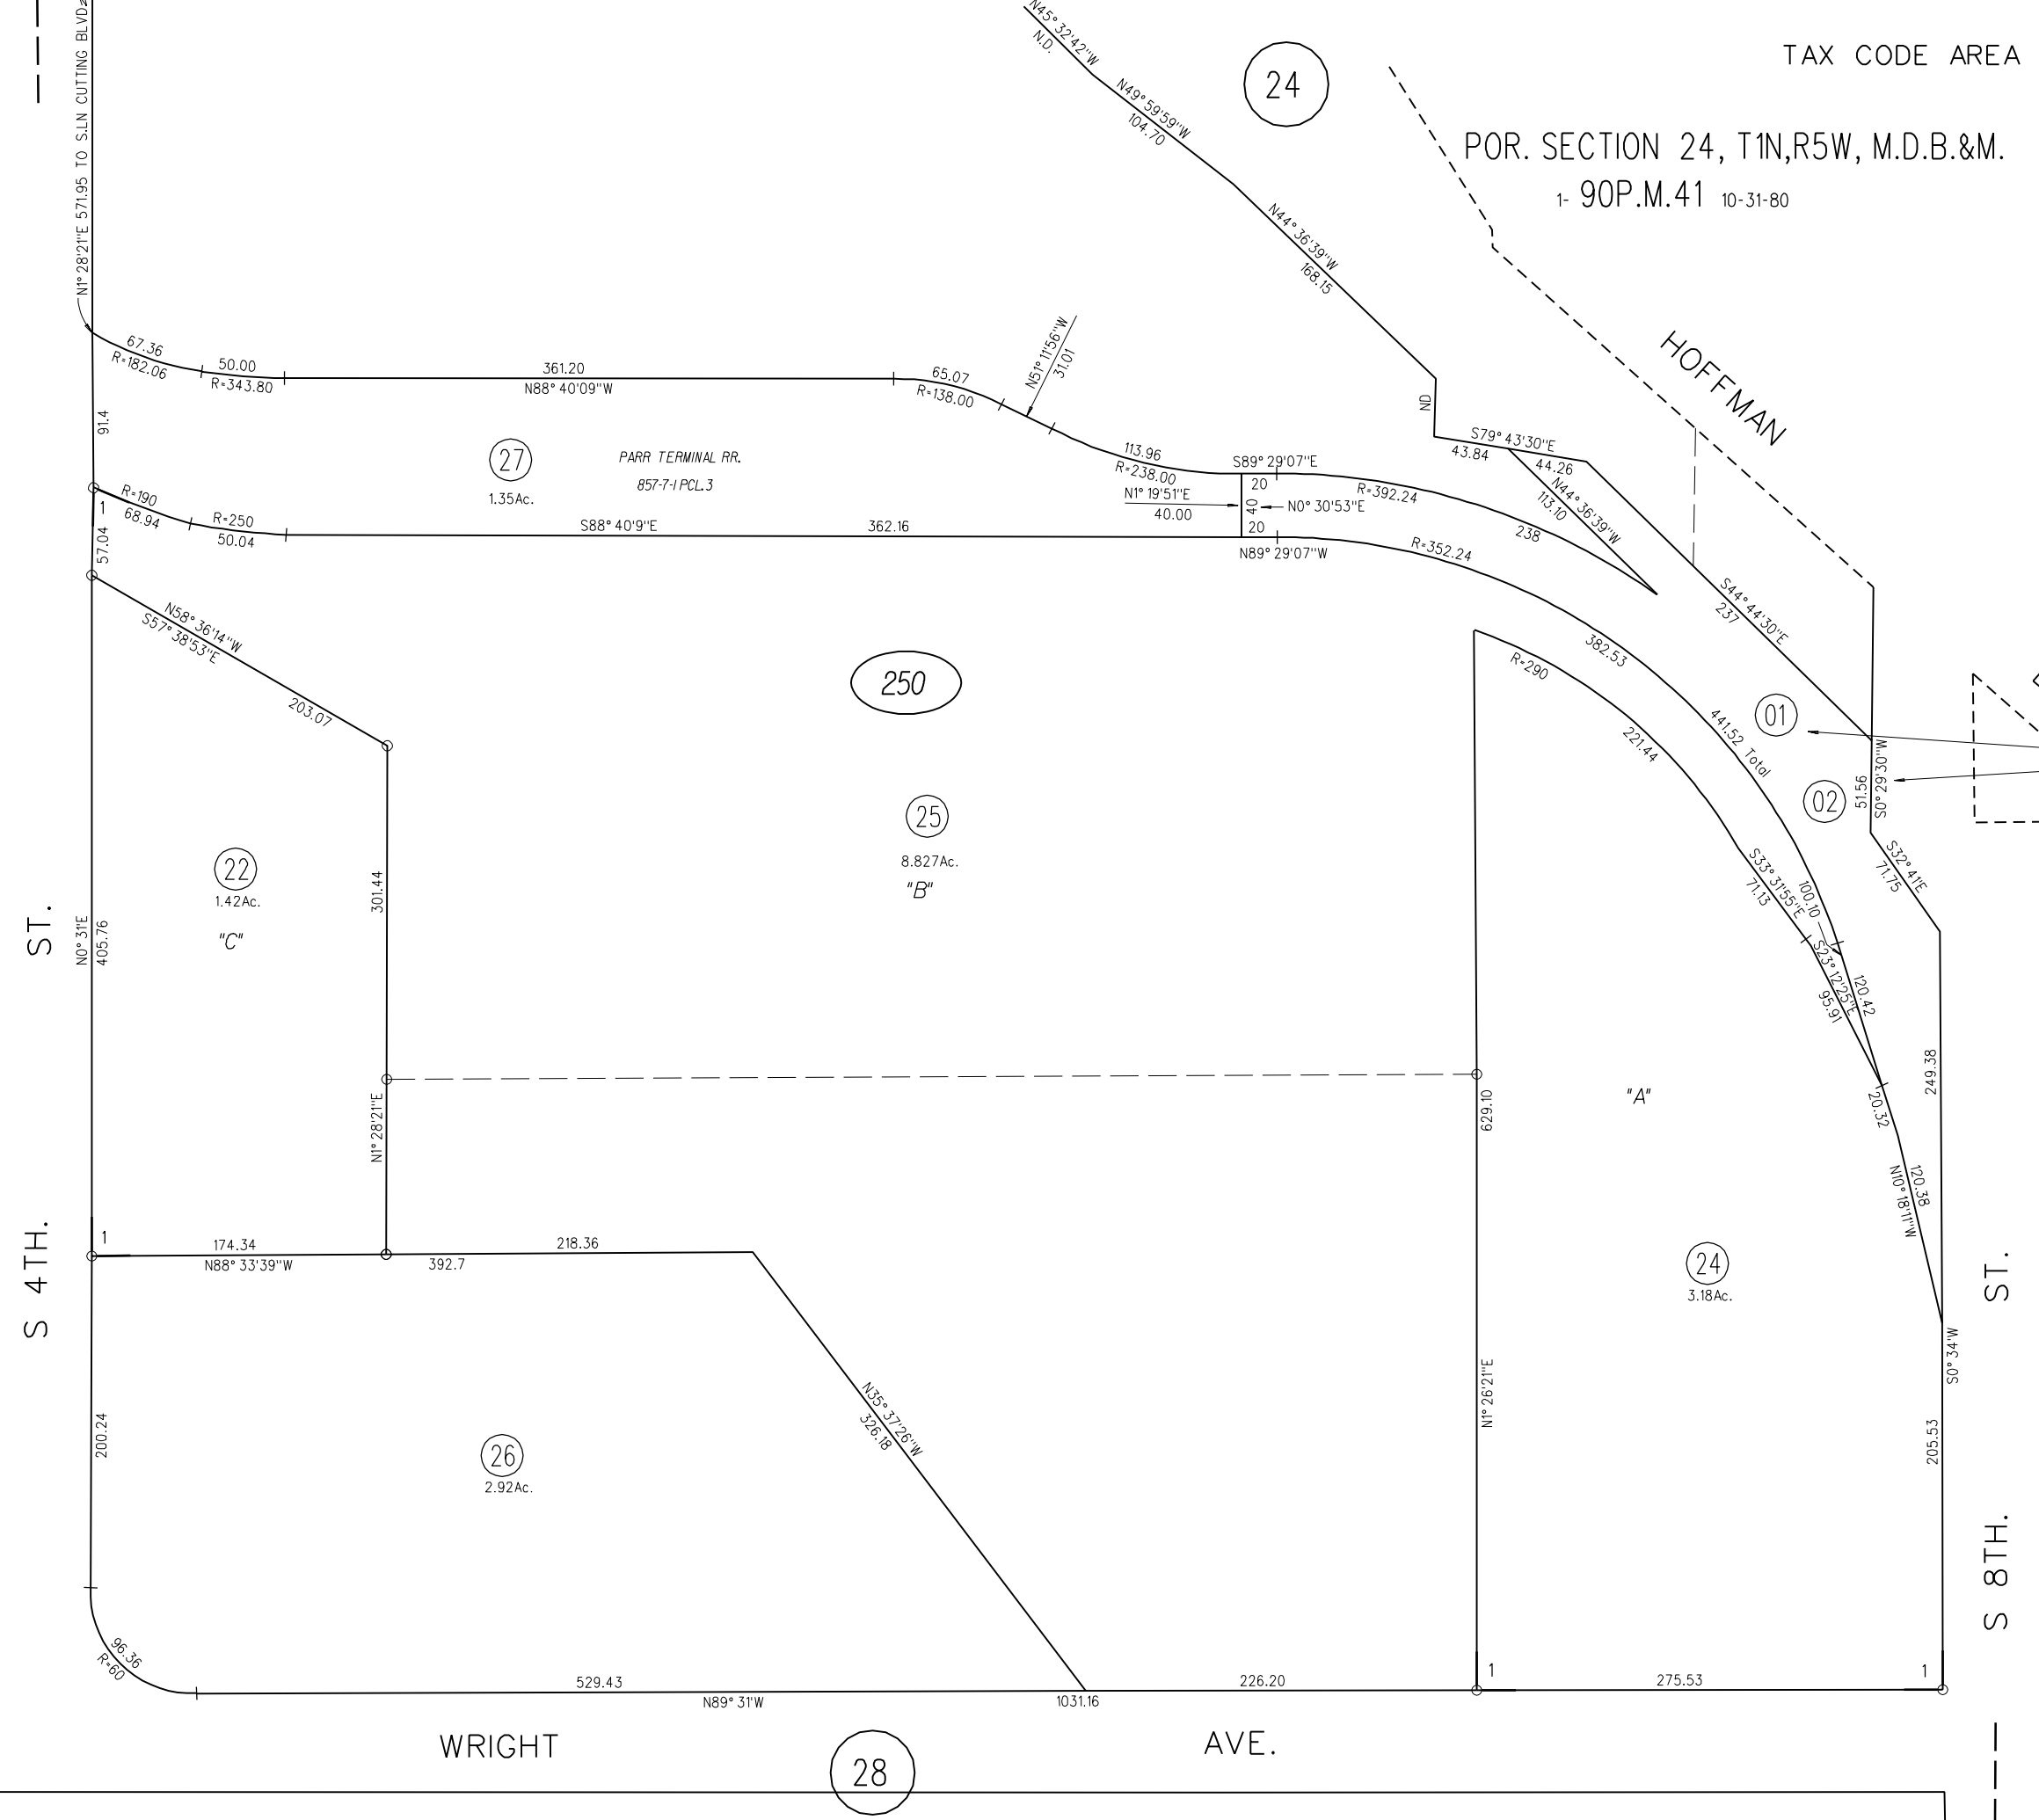 TAX CODE AREA
24
POR. SECTION 24, T1N,R5W, M.D.B.&M.
1- 90P.M.41 10-31-80
N1° 28'21"E 571.95 TO S.LN CUTTING BLVD
N45° 32'42"W
N.D.
N49° 59'59"W
104.70
N44° 36'39"W
168.15
HOFFMAN
67.36
R=182.06
50.00
R=343.80
361.20
N88° 40'09"W
65.07
R=138.00
N51° 11'56"W
31.01
113.96
R=238.00
S89° 29'07"E
20
N1° 19'51"E
40.00
40
N0° 30'53"E
20
N89° 29'07"W
ND
S79° 43'30"E
43.84
44.26
N44° 36'39"W
113.10
R=392.24
238
R=352.24
S44° 44'30"E
237
91.4
27
1.35Ac.
PARR TERMINAL RR.
857-7-1 PCL.3
R=190
68.94
R=250
50.04
S88° 40'9"E
362.16
1
57.04
N58° 36'14"W
S57° 38'53"E
203.07
250
382.53
R=290
221.44
441.52 Total
01
02
51.56
S0° 29'30"W
S32° 41'E
71.75
25
8.827Ac.
"B"
22
1.42Ac.
"C"
301.44
N0° 31'E
405.76
ST.
S33° 31'55"E
71.13
100.10
S23° 12'25"E
95.91
120.42
20.32
249.38
"A"
629.10
N1° 28'21"E
N10° 18'11"W
120.38
1
174.34
N88° 33'39"W
218.36
392.7
S 4TH.
24
3.18Ac.
ST.
S0° 34'W
N1° 26'21"E
N35° 37'26"W
326.18
200.24
26
2.92Ac.
205.53
S 8TH.
96.36
R=60
529.43
N89° 31'W
1031.16
226.20
1
275.53
1
WRIGHT AVE.
28